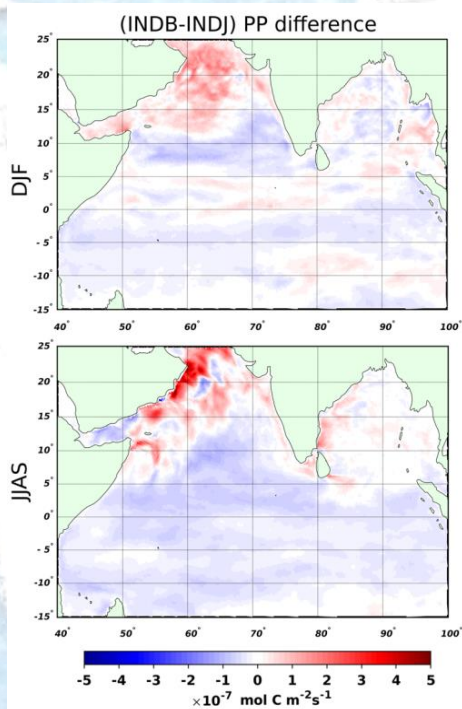 (INDB-INDJ) PP difference
DJF
25°
20°
15°
10°
5°
0°
- 5°
-10°
-15°
40° 50° 60° 70° 80° 90° 100°
JJAS
25°
20°
15°
10°
5°
0°
- 5°
-10°
-15°
40° 50° 60° 70° 80° 90° 100°
-5 -4 -3 -2 -1 0 1 2 3 4 5
×10⁻⁷ mol C m⁻²s⁻¹